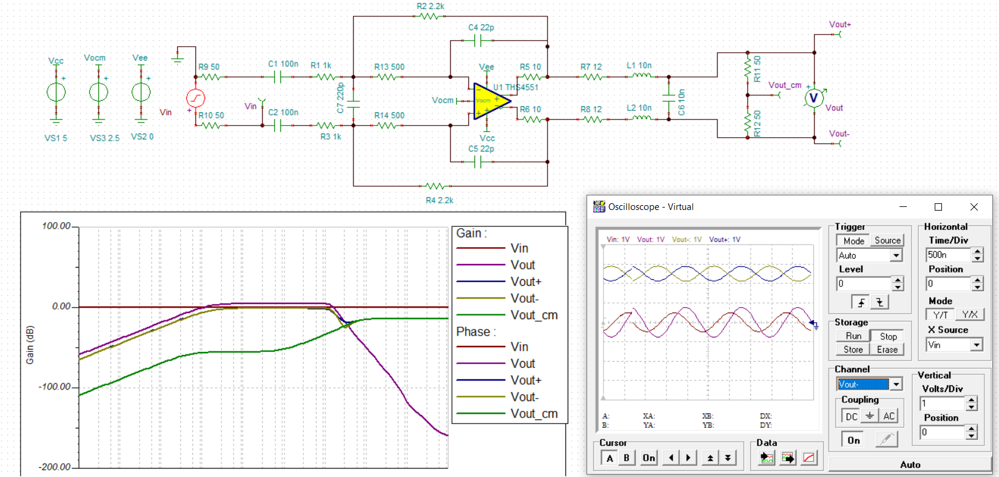 R2 2.2k
C4 22p
Vcc
Vocm
Vee
R9 50
C1 100n
R1 1k
R13 500
Vee
R5 10
R7 12
L1 10n
R11 50
Vout+
U1 THS4551
Vout_cm
C7 220p
Vocm
Vocm
C6 10n
V
Vout
Vin
Vin
R10 50
C2 100n
R14 500
R6 10
R8 12
L2 10n
R12 50
Vout-
VS1 5
VS3 2.5
VS2 0
R3 1k
Vcc
C5 22p
R4 2.2k
100.00
0.00
-100.00
-200.00
Gain (dB)
Gain :
Vin
Vout
Vout+
Vout-
Vout_cm
Phase :
Vin
Vout
Vout+
Vout-
Vout_cm
Oscilloscope - Virtual
Vin: 1V Vout: 1V Vout-: 1V Vout+: 1V
A: XA: XB: DX:
B: YA: YB: DY:
Cursor
A B On
Data
Trigger
Mode Source
Auto
Level
0
Storage
Run Stop
Store Erase
Channel
Vout-
Coupling
DC AC
On
Horizontal
Time/Div
500n
Position
0
Mode
Y/T Y/X
X Source
Vin
Vertical
Volts/Div
1
Position
0
Auto